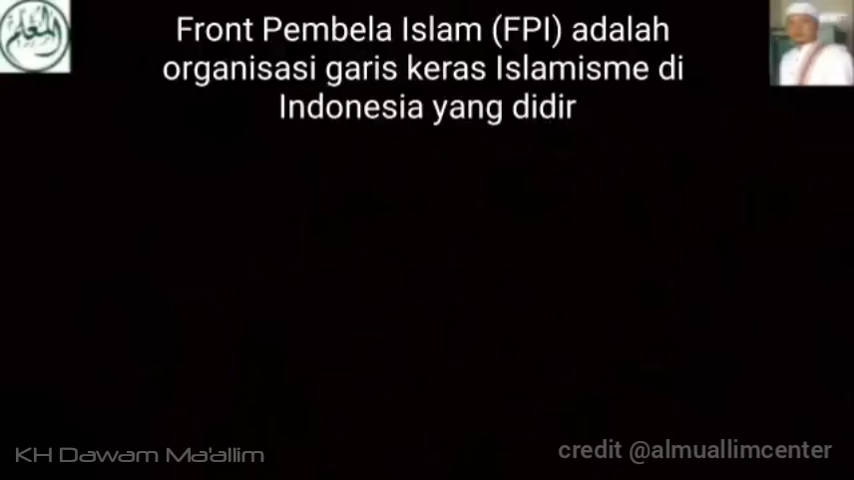 المعلم
Front Pembela Islam (FPI) adalah
organisasi garis keras Islamisme di
Indonesia yang didir
KH Dawam Ma'allim
credit @almuallimcenter